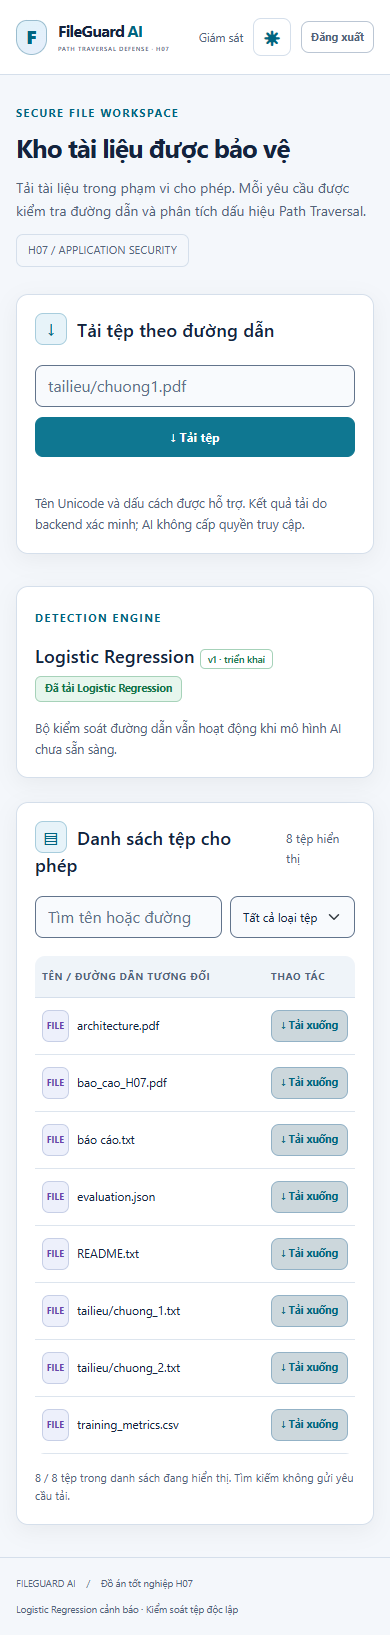 F
FileGuard AI
PATH TRAVERSAL DEFENSE · H07
Giám sát
Đăng xuất
SECURE FILE WORKSPACE
Kho tài liệu được bảo vệ
Tải tài liệu trong phạm vi cho phép. Mỗi yêu cầu được
kiểm tra đường dẫn và phân tích dấu hiệu Path Traversal.
H07 / APPLICATION SECURITY
↓ Tải tệp theo đường dẫn
tailieu/chuong1.pdf
↓ Tải tệp
Tên Unicode và dấu cách được hỗ trợ. Kết quả tải do
backend xác minh; AI không cấp quyền truy cập.
DETECTION ENGINE
Logistic Regression v1 · triển khai
Đã tải Logistic Regression
Bộ kiểm soát đường dẫn vẫn hoạt động khi mô hình AI
chưa sẵn sàng.
Danh sách tệp cho
phép
8 tệp hiển
thị
Tìm tên hoặc đường
Tất cả loại tệp
TÊN / ĐƯỜNG DẪN TƯƠNG ĐỐI THAO TÁC
FILE architecture.pdf ↓ Tải xuống
FILE bao_cao_H07.pdf ↓ Tải xuống
FILE báo cáo.txt ↓ Tải xuống
FILE evaluation.json ↓ Tải xuống
FILE README.txt ↓ Tải xuống
FILE tailieu/chuong_1.txt ↓ Tải xuống
FILE tailieu/chuong_2.txt ↓ Tải xuống
FILE training_metrics.csv ↓ Tải xuống
8 / 8 tệp trong danh sách đang hiển thị. Tìm kiếm không gửi yêu
cầu tải.
FILEGUARD AI / Đồ án tốt nghiệp H07
Logistic Regression cảnh báo · Kiểm soát tệp độc lập